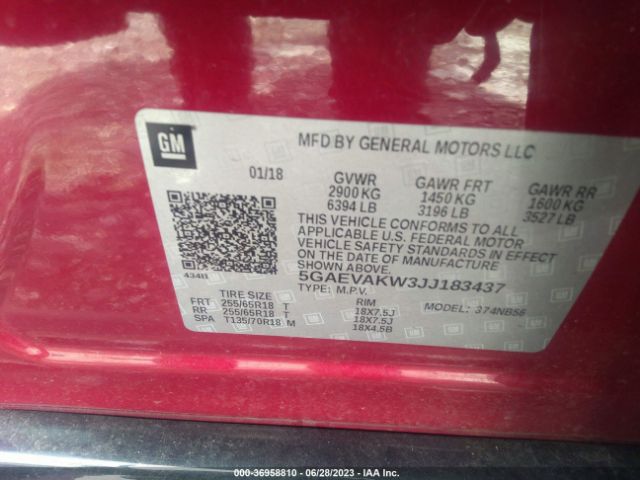 GM
MFD BY GENERAL MOTORS LLC
01/18 GVWR GAWR FRT GAWR RR
2900 KG 1450 KG 1600 KG
6394 LB 3196 LB 3527 LB
THIS VEHICLE CONFORMS TO ALL
APPLICABLE U.S. FEDERAL MOTOR
VEHICLE SAFETY STANDARDS IN EFFECT
ON THE DATE OF MANUFACTURE
SHOWN ABOVE.
43411 5GAEVAKW3JJ183437
TYPE: M.P.V.
TIRE SIZE RIM MODEL: 374NB56
FRT 255/65R18 T 18X7.5J
RR 255/65R18 T 18X7.5J
SPA T135/70R18 M 18X4.5B
000-36958810 | 06/28/2023 | IAA Inc.